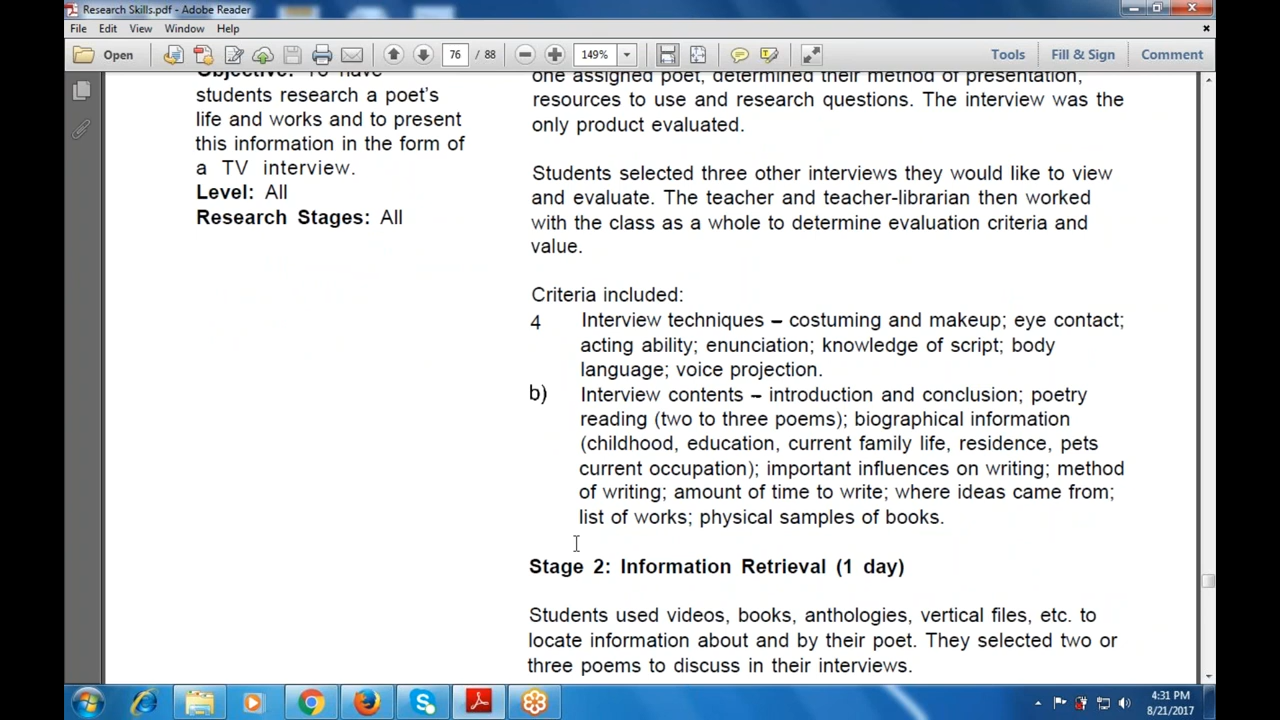 Research Skills.pdf - Adobe Reader
File Edit View Window Help
Open 76 / 88 149% Tools Fill & Sign Comment
Objective: To have
students research a poet's
life and works and to present
this information in the form of
a TV interview.
Level: All
Research Stages: All
one assigned poet, determined their method of presentation,
resources to use and research questions. The interview was the
only product evaluated.
Students selected three other interviews they would like to view
and evaluate. The teacher and teacher-librarian then worked
with the class as a whole to determine evaluation criteria and
value.
Criteria included:
4 Interview techniques – costuming and makeup; eye contact;
acting ability; enunciation; knowledge of script; body
language; voice projection.
b) Interview contents – introduction and conclusion; poetry
reading (two to three poems); biographical information
(childhood, education, current family life, residence, pets
current occupation); important influences on writing; method
of writing; amount of time to write; where ideas came from;
list of works; physical samples of books.
Stage 2: Information Retrieval (1 day)
Students used videos, books, anthologies, vertical files, etc. to
locate information about and by their poet. They selected two or
three poems to discuss in their interviews.
4:31 PM
8/21/2017